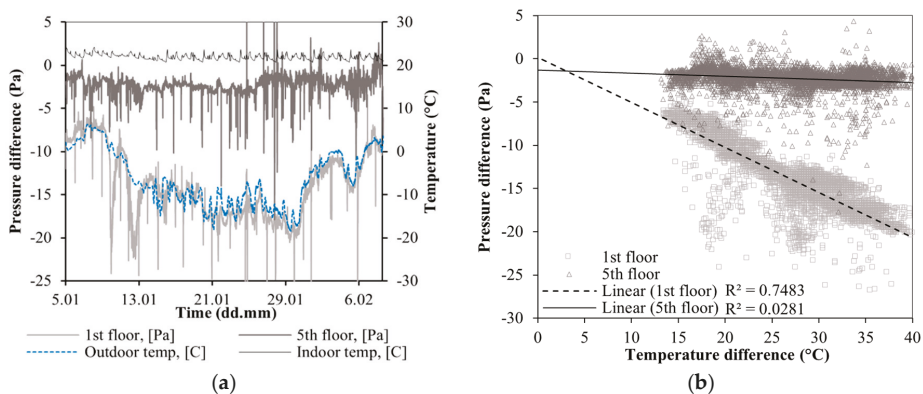 (a)
Pressure difference (Pa)
5
0
-5
-10
-15
-20
-25
30
20
10
0
-10
-20
-30
Temperature (°C)
5.01 13.01 21.01 29.01 6.02
Time (dd.mm)
1st floor, [Pa] 5th floor, [Pa]
Outdoor temp, [C] Indoor temp, [C]
(a)
Pressure difference (Pa)
5
0
-5
-10
-15
-20
-25
-30
1st floor
5th floor
Linear (1st floor) R² = 0.7483
Linear (5th floor) R² = 0.0281
0 5 10 15 20 25 30 35 40
Temperature difference (°C)
(b)